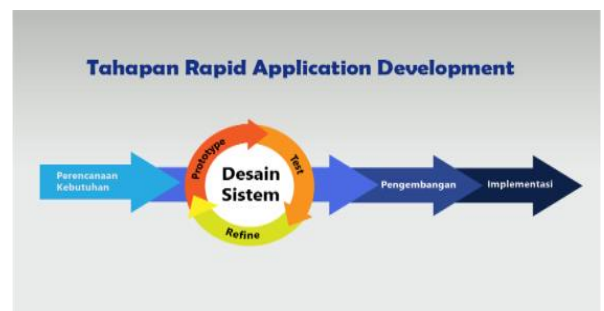 Tahapan Rapid Application Development
Perencanaan
Kebutuhan
Prototype
Test
Desain
Sistem
Refine
Pengembangan
Implementasi